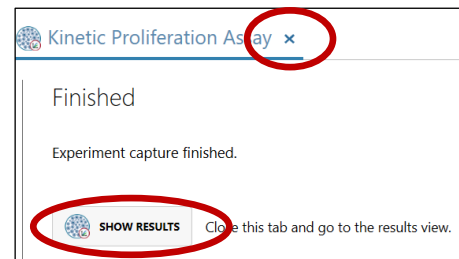 Kinetic Proliferation Assay ×
Finished
Experiment capture finished.
SHOW RESULTS Close this tab and go to the results view.